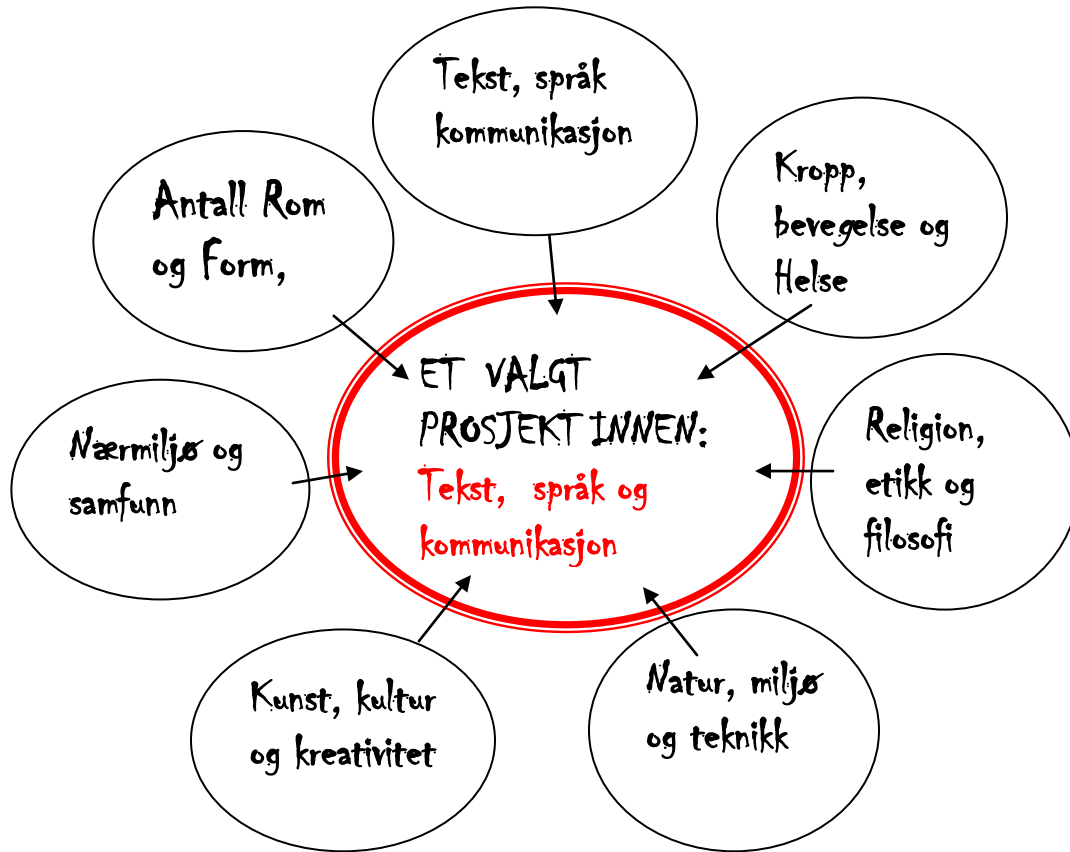 Tekst, språk
kommunikasjon
Kropp,
bevegelse og
Helse
Antall Rom
og Form,
ET VALGT
PROSJEKT INNEN:
Tekst, språk og
kommunikasjon
Religion,
etikk og
filosofi
Nærmiljø og
samfunn
Kunst, kultur
og kreativitet
Natur, miljø
og teknikk